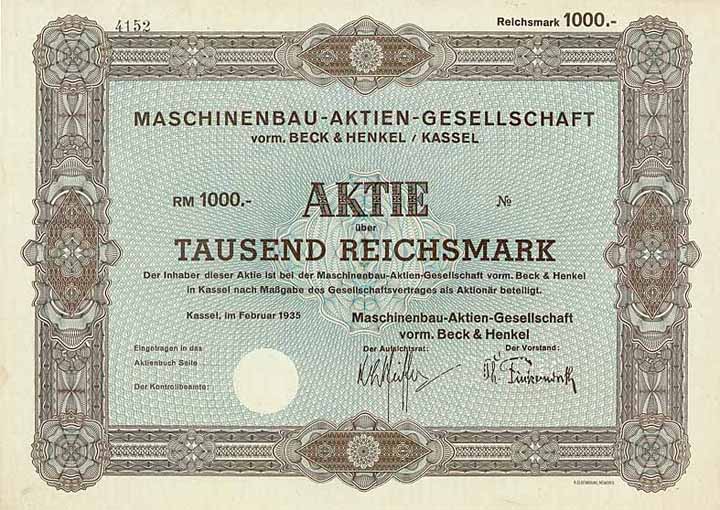 4152
Reichsmark 1000.-
MASCHINENBAU-AKTIEN-GESELLSCHAFT
vorm. BECK & HENKEL / KASSEL
RM 1000.- AKTIE №
über
TAUSEND REICHSMARK
Der Inhaber dieser Aktie ist bei der Maschinenbau-Aktien-Gesellschaft vorm. Beck & Henkel
in Kassel nach Maßgabe des Gesellschaftsvertrages als Aktionär beteiligt.
Kassel, im Februar 1935
Maschinenbau-Aktien-Gesellschaft
vorm. Beck & Henkel
Eingetragen in das
Aktienbuch Seite
Der Kontrollbeamte:
Der Aufsichtsrat:
Der Vorstand: